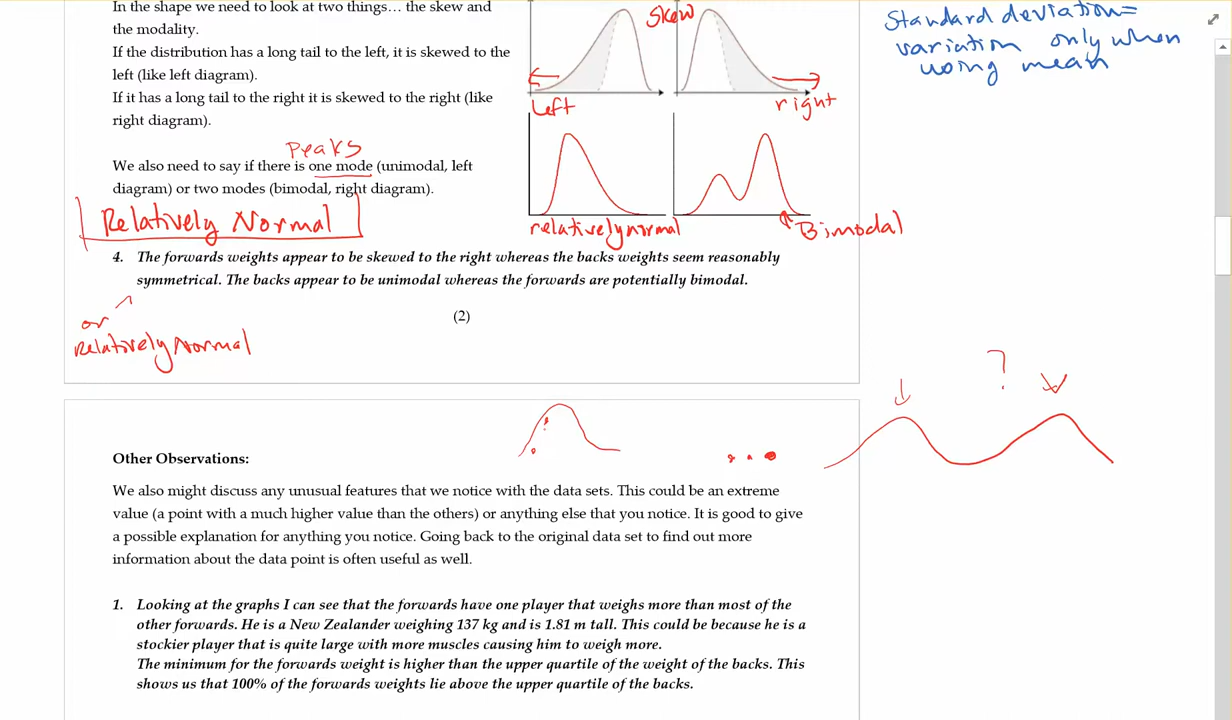 In the shape we need to look at two things… the skew and
the modality.
If the distribution has a long tail to the left, it is skewed to the
left (like left diagram).
If it has a long tail to the right it is skewed to the right (like
right diagram).
Skew
left
right
Standard deviation=
variation only when
using mean
Peaks
We also need to say if there is one mode (unimodal, left
diagram) or two modes (bimodal, right diagram).
Relatively Normal
relatively normal
Bimodal
4. The forwards weights appear to be skewed to the right whereas the backs weights seem reasonably
symmetrical. The backs appear to be unimodal whereas the forwards are potentially bimodal.
(2)
or
Relatively Normal
?
Other Observations:
We also might discuss any unusual features that we notice with the data sets. This could be an extreme
value (a point with a much higher value than the others) or anything else that you notice. It is good to give
a possible explanation for anything you notice. Going back to the original data set to find out more
information about the data point is often useful as well.
1. Looking at the graphs I can see that the forwards have one player that weighs more than most of the
other forwards. He is a New Zealander weighing 137 kg and is 1.81 m tall. This could be because he is a
stockier player that is quite large with more muscles causing him to weigh more.
The minimum for the forwards weight is higher than the upper quartile of the weight of the backs. This
shows us that 100% of the forwards weights lie above the upper quartile of the backs.